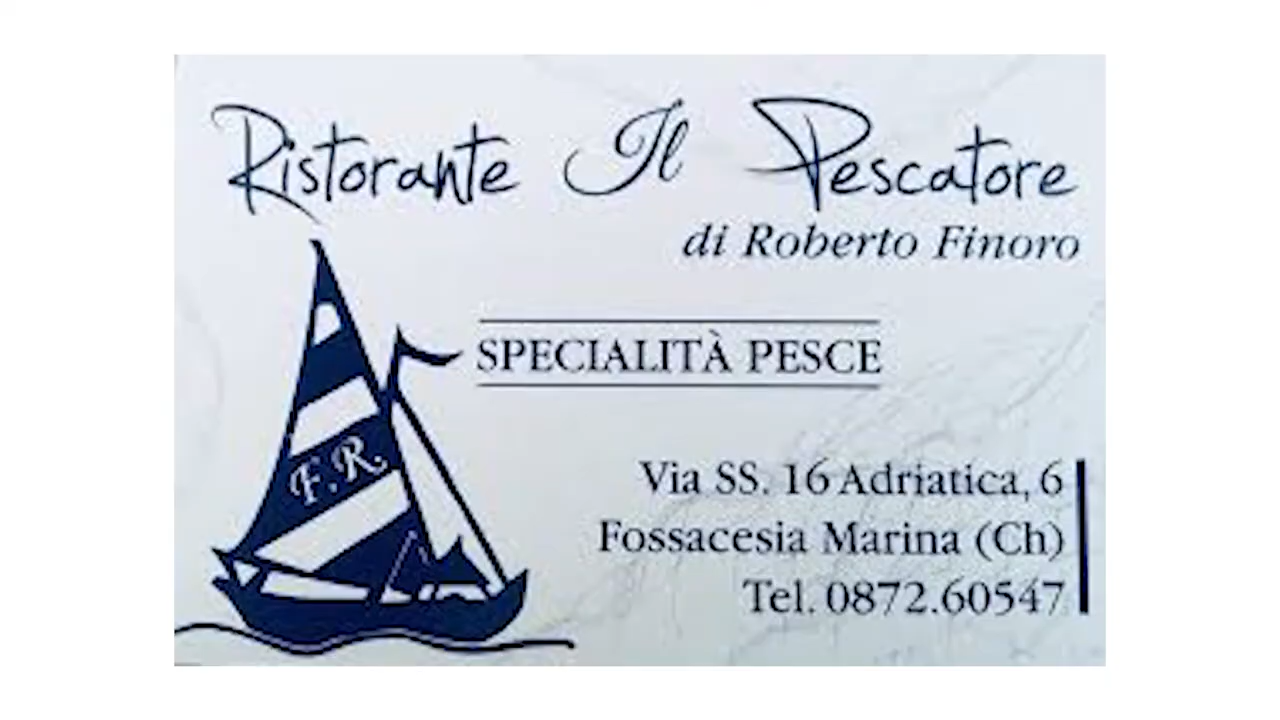 Ristorante Il Pescatore
di Roberto Finoro
SPECIALITÀ PESCE
F.R.
Via SS. 16 Adriatica, 6
Fossacesia Marina (Ch)
Tel. 0872.60547